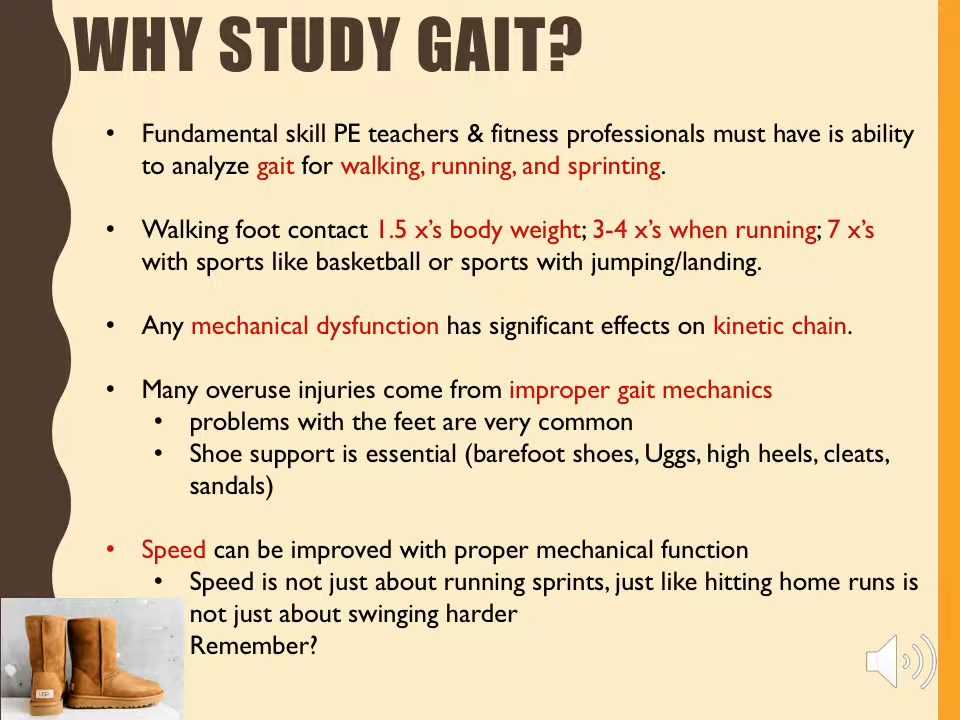 WHY STUDY GAIT?
• Fundamental skill PE teachers & fitness professionals must have is ability
to analyze gait for walking, running, and sprinting.
• Walking foot contact 1.5 x’s body weight; 3-4 x’s when running; 7 x’s
with sports like basketball or sports with jumping/landing.
• Any mechanical dysfunction has significant effects on kinetic chain.
• Many overuse injuries come from improper gait mechanics
• problems with the feet are very common
• Shoe support is essential (barefoot shoes, Uggs, high heels, cleats,
sandals)
• Speed can be improved with proper mechanical function
• Speed is not just about running sprints, just like hitting home runs is
not just about swinging harder
Remember?
UGG